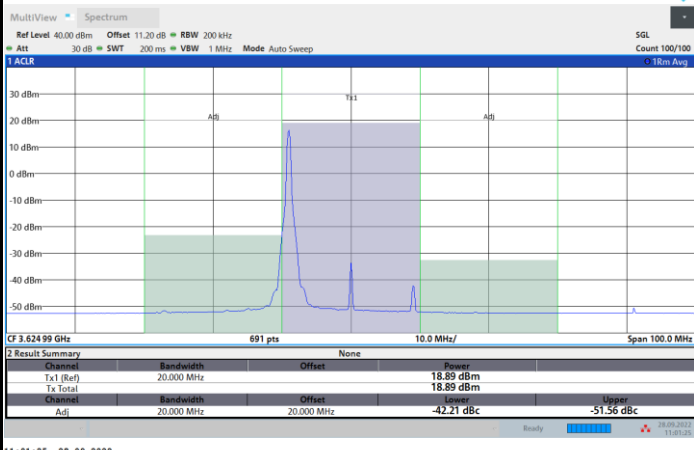 MultiView Spectrum
Ref Level 40.00 dBm Offset 11.20 dB RBW 200 kHz SGL
Att 30 dB SWT 200 ms VBW 1 MHz Mode Auto Sweep Count 100/100
1 ACLR 1Rm Avg
30 dBm
Tx1
20 dBm Adj Adj
10 dBm
0 dBm
-10 dBm
-20 dBm
-30 dBm
-40 dBm
-50 dBm
CF 3.624 99 GHz 691 pts 10.0 MHz/ Span 100.0 MHz
2 Result Summary None
Channel Bandwidth Offset Power
Tx1 (Ref) 20.000 MHz 18.89 dBm
Tx Total 18.89 dBm
Channel Bandwidth Offset Lower Upper
Adj 20.000 MHz 20.000 MHz -42.21 dBc -51.56 dBc
Ready 28.09.2022
11:01:25